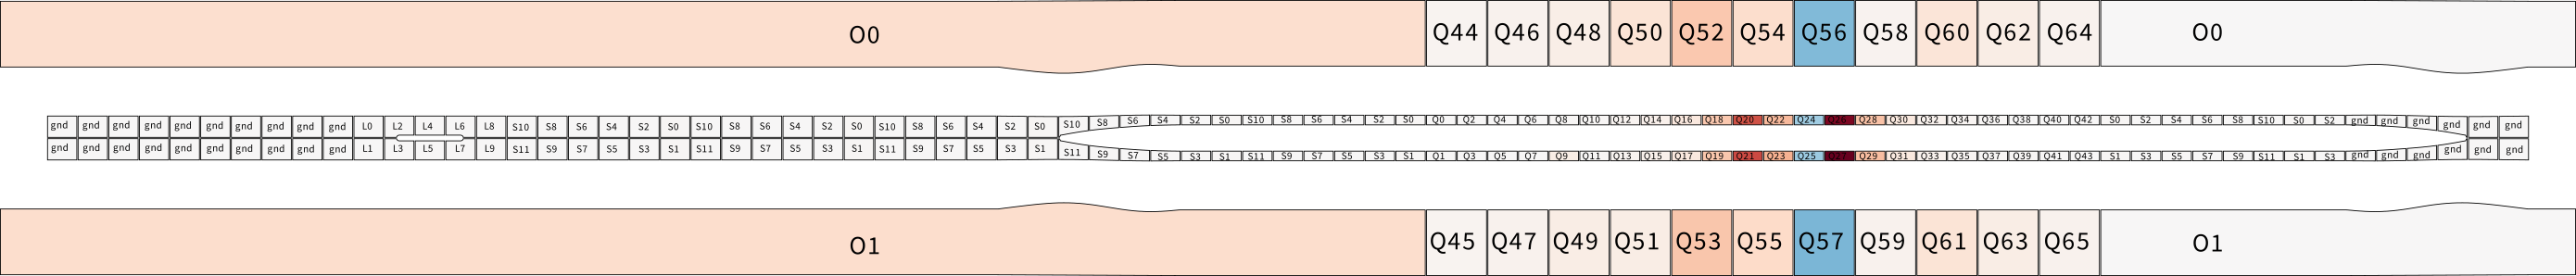 O0 Q44 Q46 Q48 Q50 Q52 Q54 Q56 Q58 Q60 Q62 Q64 O0
gnd gnd gnd gnd gnd gnd gnd gnd gnd gnd L0 L2 L4 L6 L8 S10 S8 S6 S4 S2 S0 S10 S8 S6 S4 S2 S0 S10 S8 S6 S4 S2 S0 S10 S8 S6 S4 S2 S0 S10 S8 S6 S4 S2 S0 Q0 Q2 Q4 Q6 Q8 Q10 Q12 Q14 Q16 Q18 Q20 Q22 Q24 Q26 Q28 Q30 Q32 Q34 Q36 Q38 Q40 Q42 S0 S2 S4 S6 S8 S10 S0 S2 gnd gnd gnd gnd gnd gnd
gnd gnd gnd gnd gnd gnd gnd gnd gnd gnd L1 L3 L5 L7 L9 S11 S9 S7 S5 S3 S1 S11 S9 S7 S5 S3 S1 S11 S9 S7 S5 S3 S1 S11 S9 S7 S5 S3 S1 S11 S9 S7 S5 S3 S1 Q1 Q3 Q5 Q7 Q9 Q11 Q13 Q15 Q17 Q19 Q21 Q23 Q25 Q27 Q29 Q31 Q33 Q35 Q37 Q39 Q41 Q43 S1 S3 S5 S7 S9 S11 S1 S3 gnd gnd gnd gnd gnd gnd
O1 Q45 Q47 Q49 Q51 Q53 Q55 Q57 Q59 Q61 Q63 Q65 O1